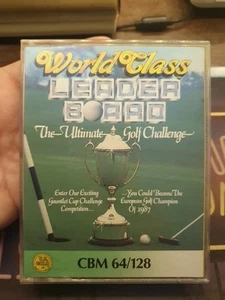 World Class
LEADER
BOARD
The Ultimate Golf Challenge
Enter Our Exciting
Gauntlet Cup Challenge
Competition...
...You Could Become The
European Golf Champion
Of 1987
CBM 64/128